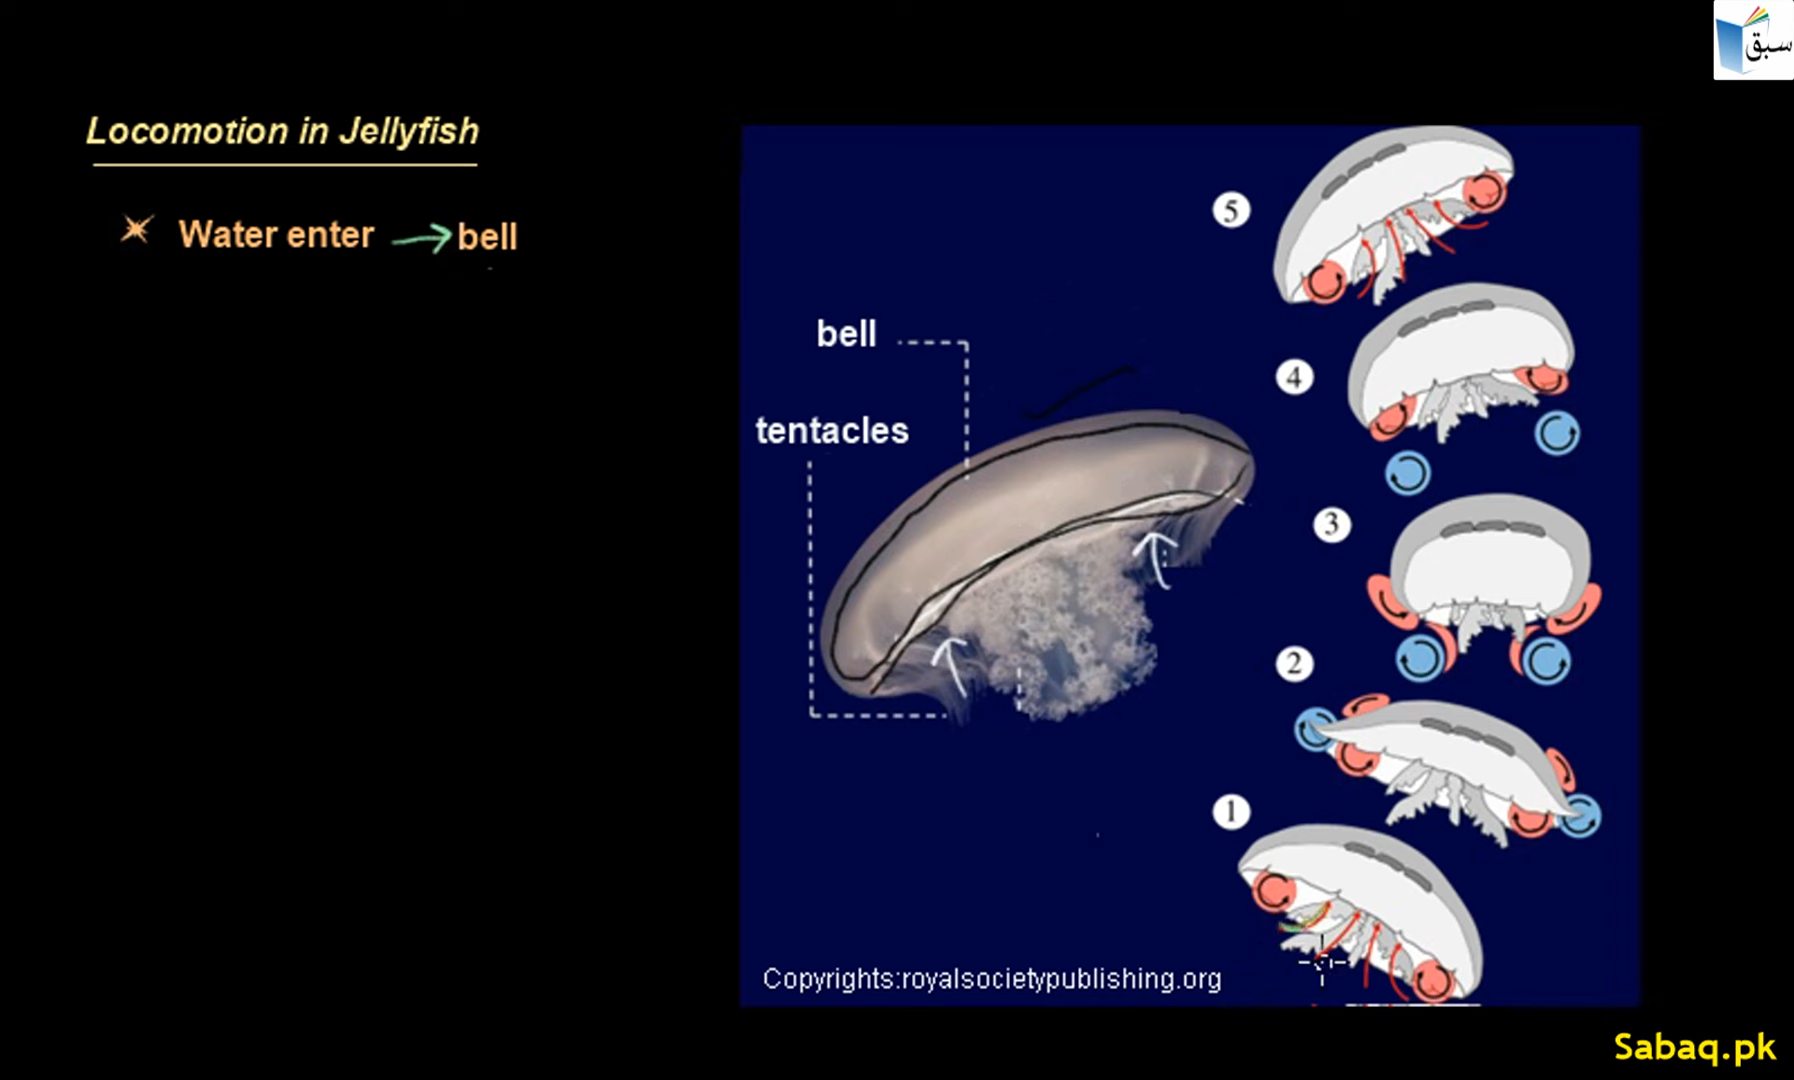 سبق
Locomotion in Jellyfish
Water enter → bell
bell
tentacles
5
4
3
2
1
Copyrights:royalsocietypublishing.org
Sabaq.pk